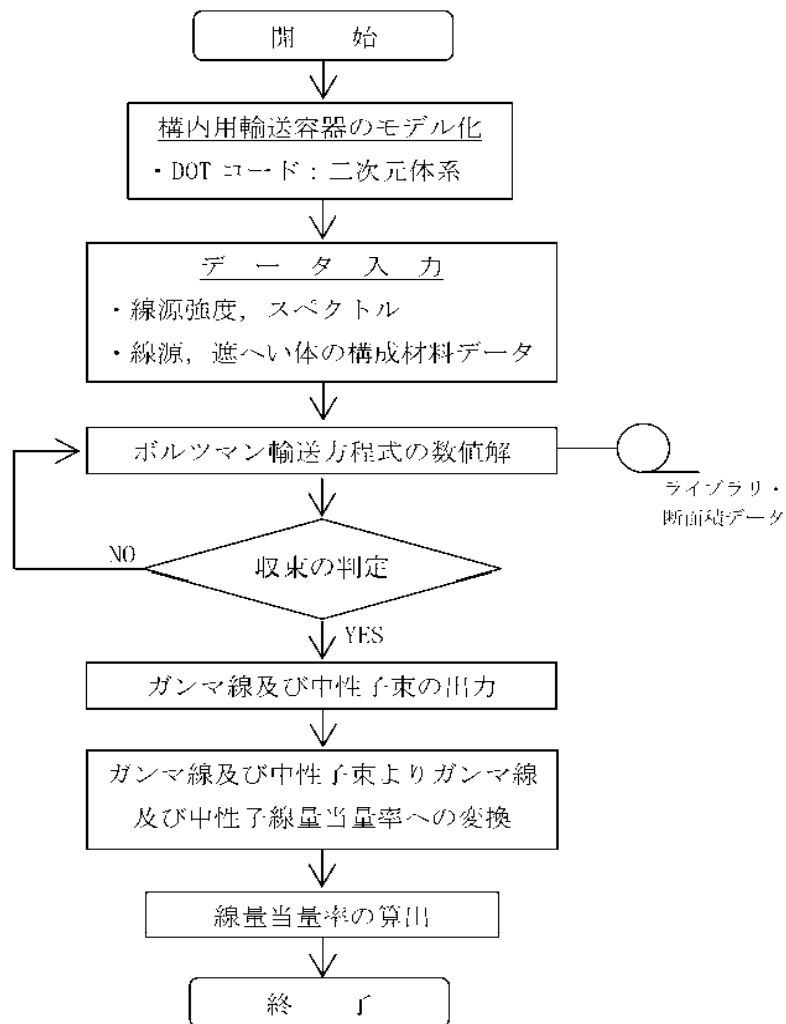 開　始
構内用輸送容器のモデル化
・DOT コード：二次元体系
データ入力
・線源強度，スペクトル
・線源，遮へい体の構成材料データ
ボルツマン輸送方程式の数値解
ライブラリ・
断面積データ
NO
収束の判定
YES
ガンマ線及び中性子束の出力
ガンマ線及び中性子束よりガンマ線
及び中性子線量当量率への変換
線量当量率の算出
終　了